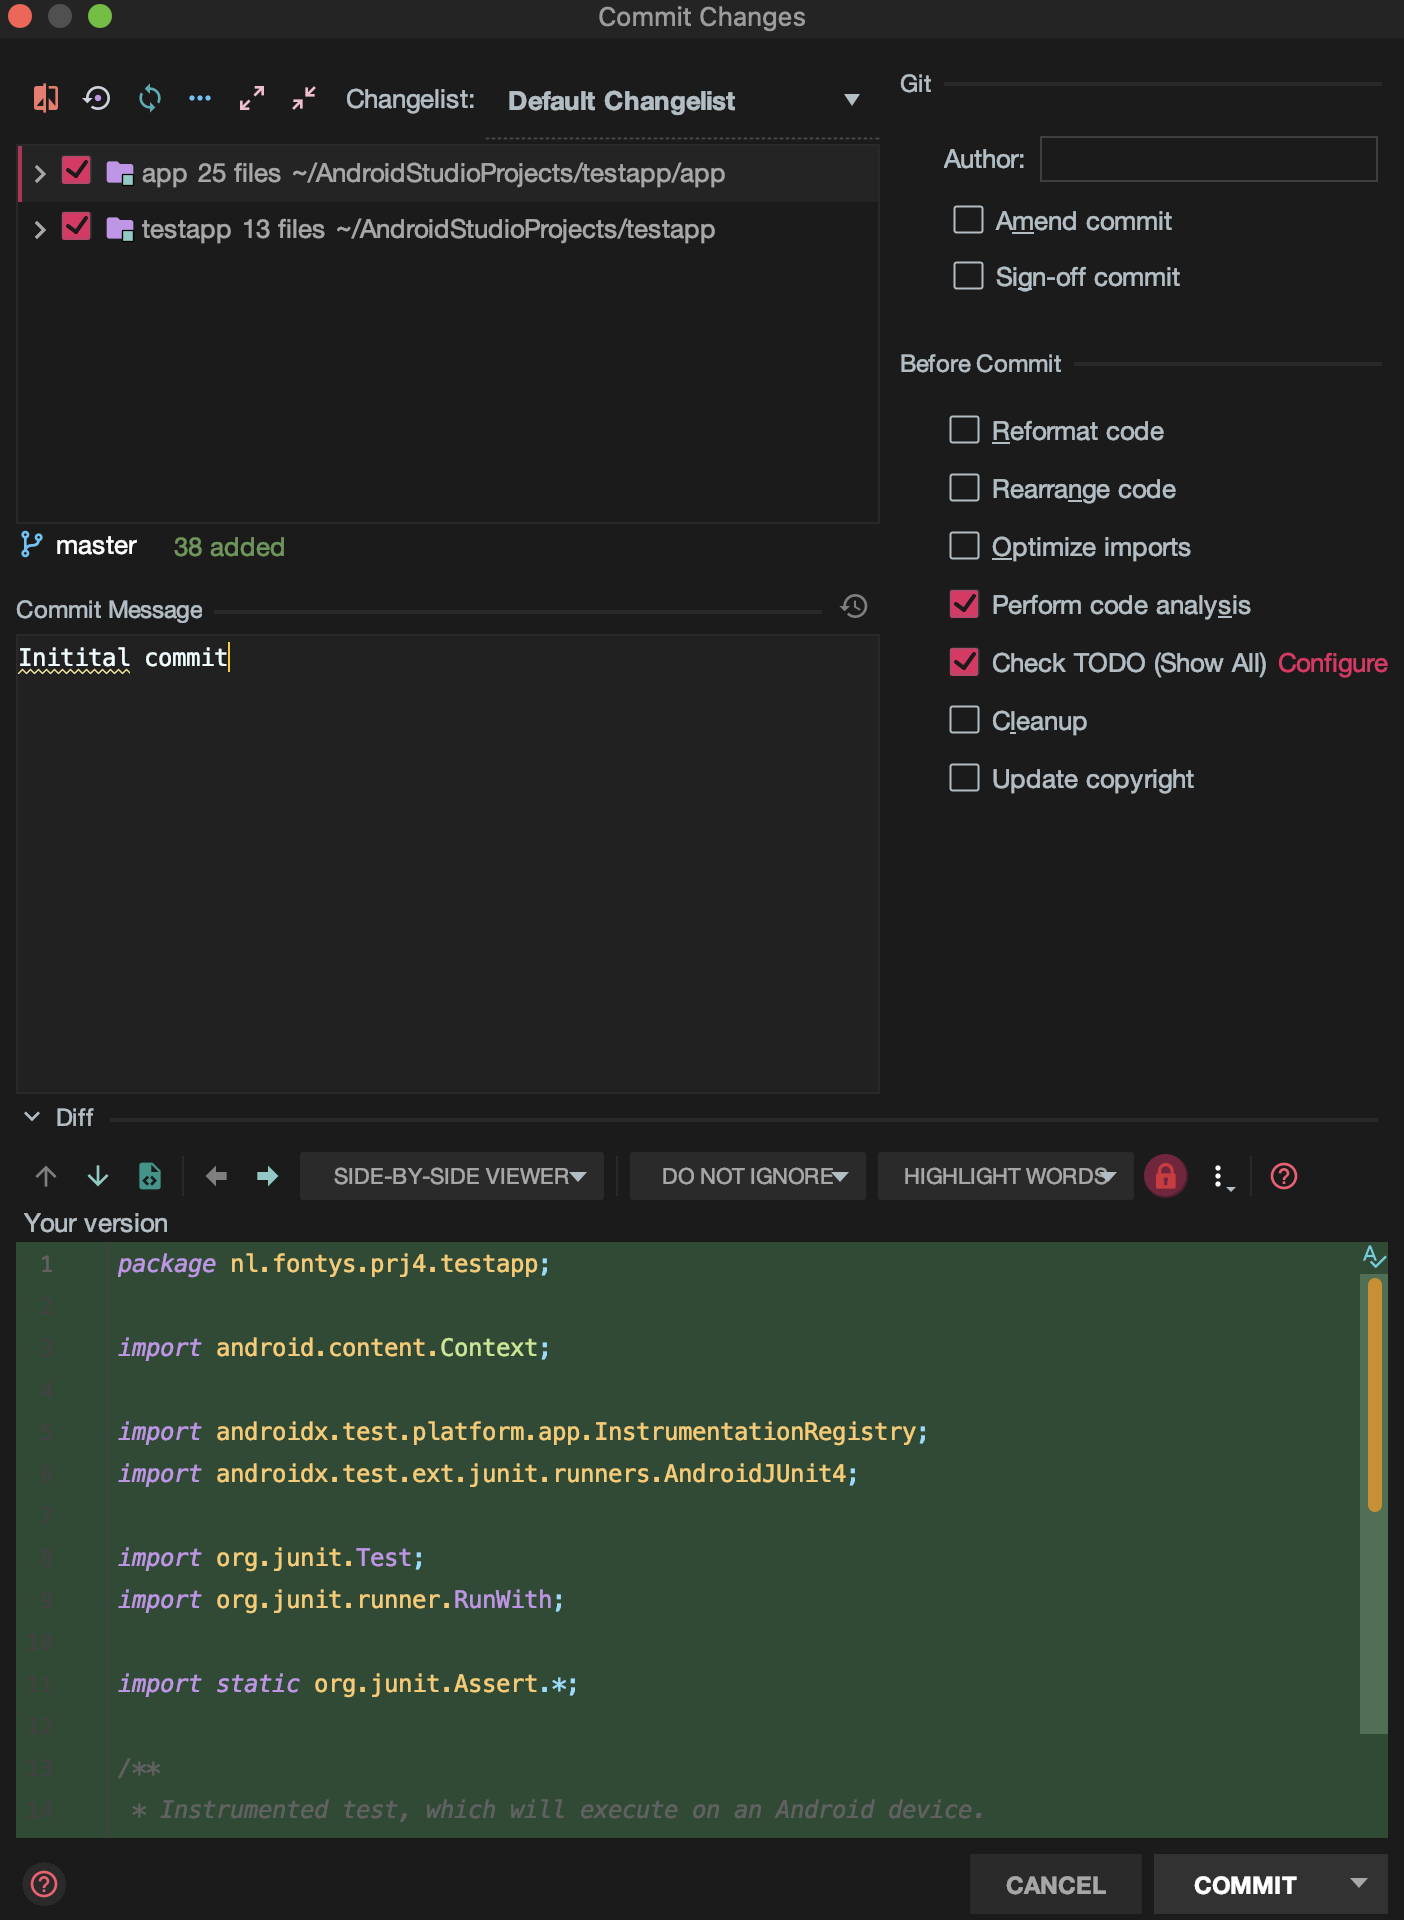 Commit Changes
Changelist: Default Changelist
app 25 files ~/AndroidStudioProjects/testapp/app
testapp 13 files ~/AndroidStudioProjects/testapp
master 38 added
Commit Message
Initital commit
Git
Author:
Amend commit
Sign-off commit
Before Commit
Reformat code
Rearrange code
Optimize imports
Perform code analysis
Check TODO (Show All) Configure
Cleanup
Update copyright
Diff
SIDE-BY-SIDE VIEWER DO NOT IGNORE HIGHLIGHT WORDS
Your version
1 package nl.fontys.prj4.testapp;
2
3 import android.content.Context;
4
5 import androidx.test.platform.app.InstrumentationRegistry;
6 import androidx.test.ext.junit.runners.AndroidJUnit4;
7
8 import org.junit.Test;
9 import org.junit.runner.RunWith;
10
11 import static org.junit.Assert.*;
12
13 /**
14 * Instrumented test, which will execute on an Android device.
CANCEL COMMIT